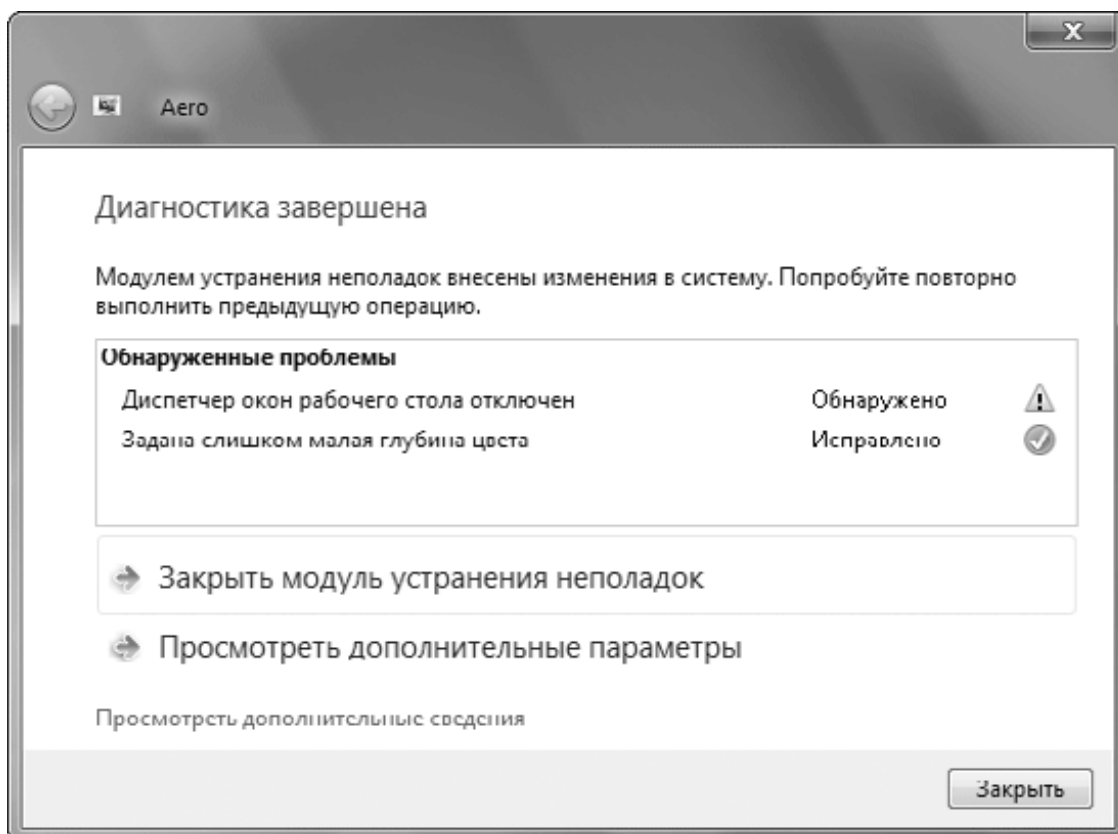 Aero
Диагностика завершена
Модулем устранения неполадок внесены изменения в систему. Попробуйте повторно
выполнить предыдущую операцию.
Обнаруженные проблемы
Диспетчер окон рабочего стола отключен Обнаружено
Задана слишком малая глубина цвета Исправлено
Закрыть модуль устранения неполадок
Просмотреть дополнительные параметры
Просмотреть дополнительные сведения
Закрыть